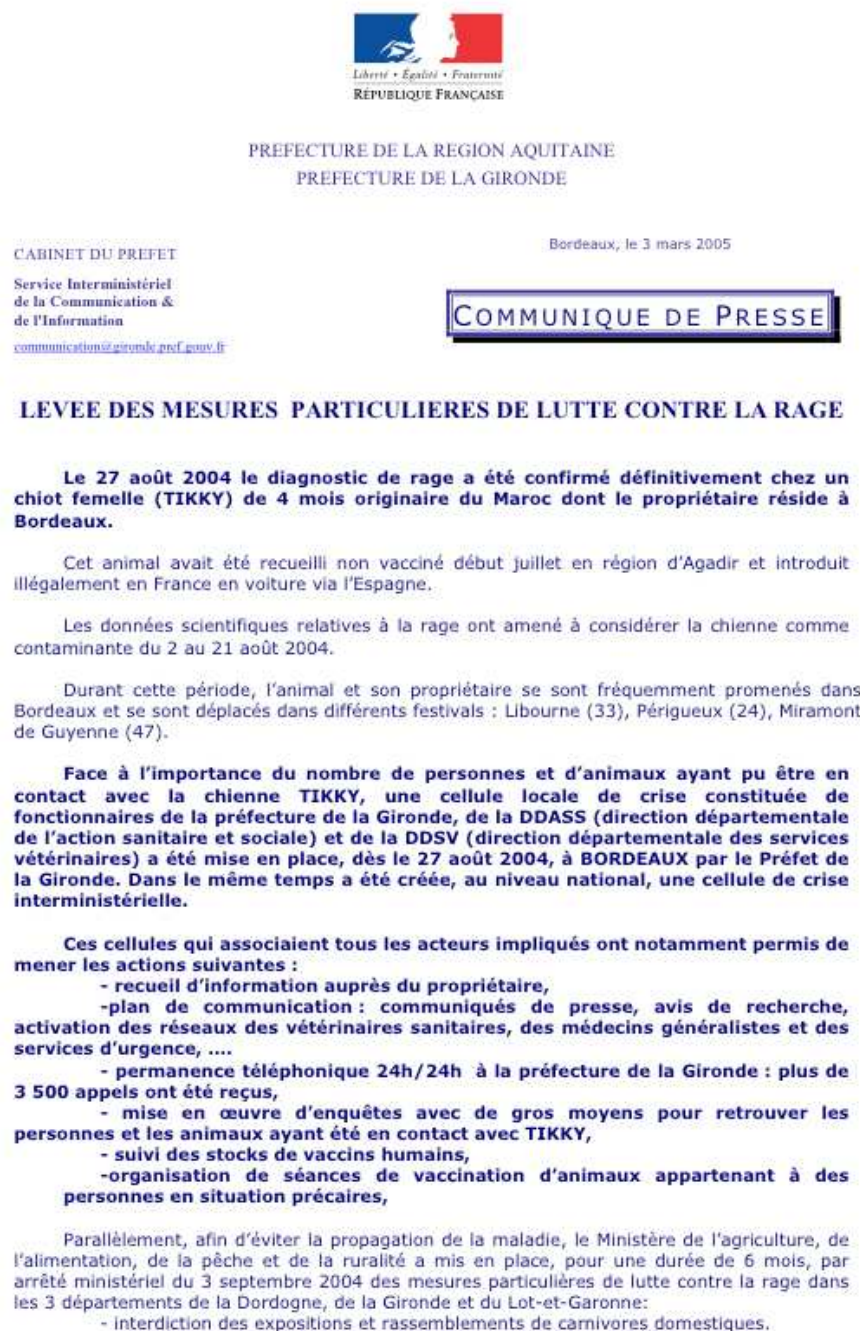 Liberté • Égalité • Fraternité
RÉPUBLIQUE FRANÇAISE
PREFECTURE DE LA REGION AQUITAINE
PREFECTURE DE LA GIRONDE
CABINET DU PREFET
Service Interministériel
de la Communication &
de l'Information
communication@gironde.pref.gouv.fr
Bordeaux, le 3 mars 2005
COMMUNIQUE DE PRESSE
LEVEE DES MESURES PARTICULIERES DE LUTTE CONTRE LA RAGE
Le 27 août 2004 le diagnostic de rage a été confirmé définitivement chez un
chiot femelle (TIKKY) de 4 mois originaire du Maroc dont le propriétaire réside à
Bordeaux.
Cet animal avait été recueilli non vacciné début juillet en région d'Agadir et introduit
illégalement en France en voiture via l'Espagne.
Les données scientifiques relatives à la rage ont amené à considérer la chienne comme
contaminante du 2 au 21 août 2004.
Durant cette période, l'animal et son propriétaire se sont fréquemment promenés dans
Bordeaux et se sont déplacés dans différents festivals : Libourne (33), Périgueux (24), Miramont
de Guyenne (47).
Face à l'importance du nombre de personnes et d'animaux ayant pu être en
contact avec la chienne TIKKY, une cellule locale de crise constituée de
fonctionnaires de la préfecture de la Gironde, de la DDASS (direction départementale
de l'action sanitaire et sociale) et de la DDSV (direction départementale des services
vétérinaires) a été mise en place, dès le 27 août 2004, à BORDEAUX par le Préfet de
la Gironde. Dans le même temps a été créée, au niveau national, une cellule de crise
interministérielle.
Ces cellules qui associaient tous les acteurs impliqués ont notamment permis de
mener les actions suivantes :
- recueil d'information auprès du propriétaire,
-plan de communication : communiqués de presse, avis de recherche,
activation des réseaux des vétérinaires sanitaires, des médecins généralistes et des
services d'urgence, ....
- permanence téléphonique 24h/24h à la préfecture de la Gironde : plus de
3 500 appels ont été reçus,
- mise en œuvre d'enquêtes avec de gros moyens pour retrouver les
personnes et les animaux ayant été en contact avec TIKKY,
- suivi des stocks de vaccins humains,
-organisation de séances de vaccination d'animaux appartenant à des
personnes en situation précaires,
Parallèlement, afin d'éviter la propagation de la maladie, le Ministère de l'agriculture, de
l'alimentation, de la pêche et de la ruralité a mis en place, pour une durée de 6 mois, par
arrêté ministériel du 3 septembre 2004 des mesures particulières de lutte contre la rage dans
les 3 départements de la Dordogne, de la Gironde et du Lot-et-Garonne:
- interdiction des expositions et rassemblements de carnivores domestiques.